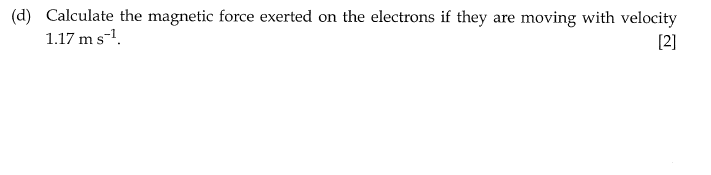 (d) Calculate the magnetic force exerted on the electrons if they are moving with velocity
1.17 m s⁻¹. [2]